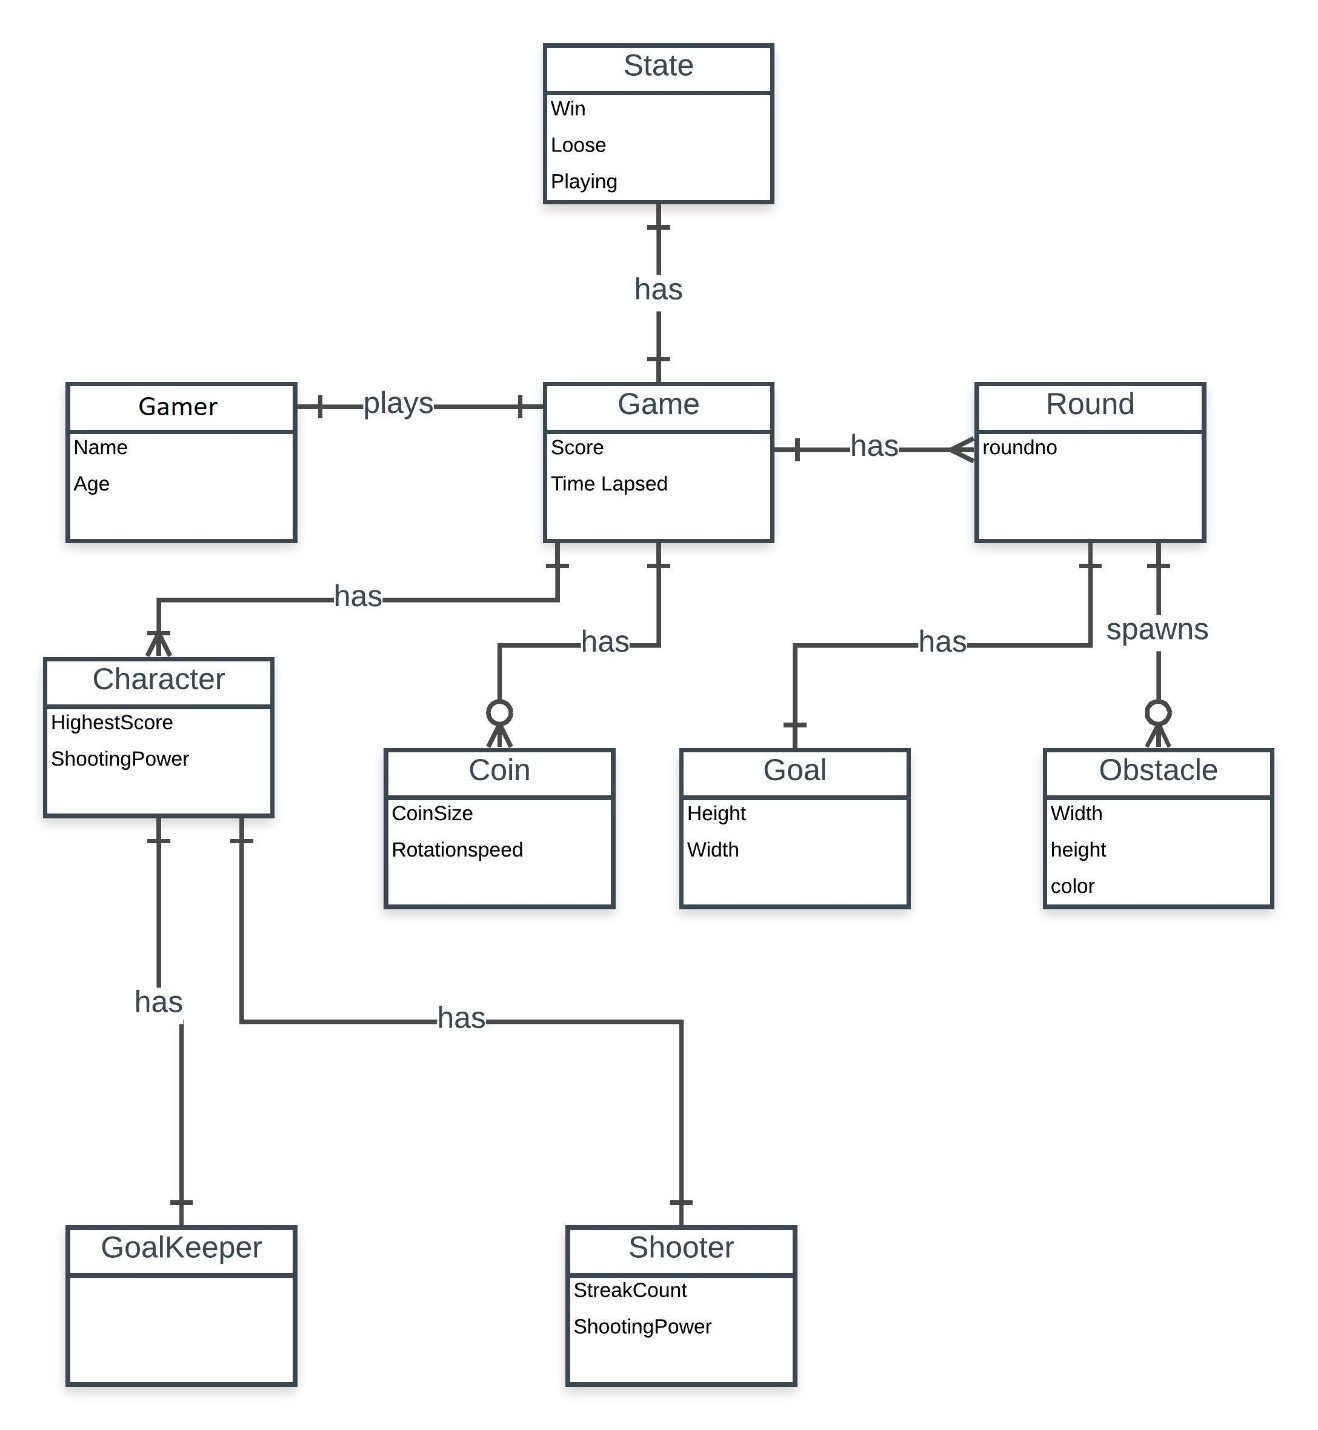 State
Win
Loose
Playing
has
Gamer
Name
Age
plays
Game
Score
Time Lapsed
has
Round
roundno
has
has
has
spawns
Character
HighestScore
ShootingPower
Coin
CoinSize
Rotationspeed
Goal
Height
Width
Obstacle
Width
height
color
has
has
GoalKeeper
Shooter
StreakCount
ShootingPower